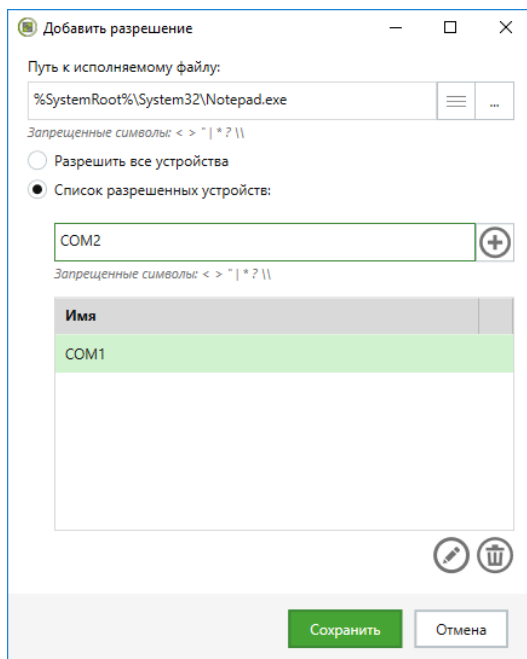 Добавить разрешение
Путь к исполняемому файлу:
%SystemRoot%\System32\Notepad.exe
...
Запрещенные символы: < > " | * ? \\
Разрешить все устройства
Список разрешенных устройств:
COM2
Запрещенные символы: < > " | * ? \\
Имя
COM1
Сохранить Отмена